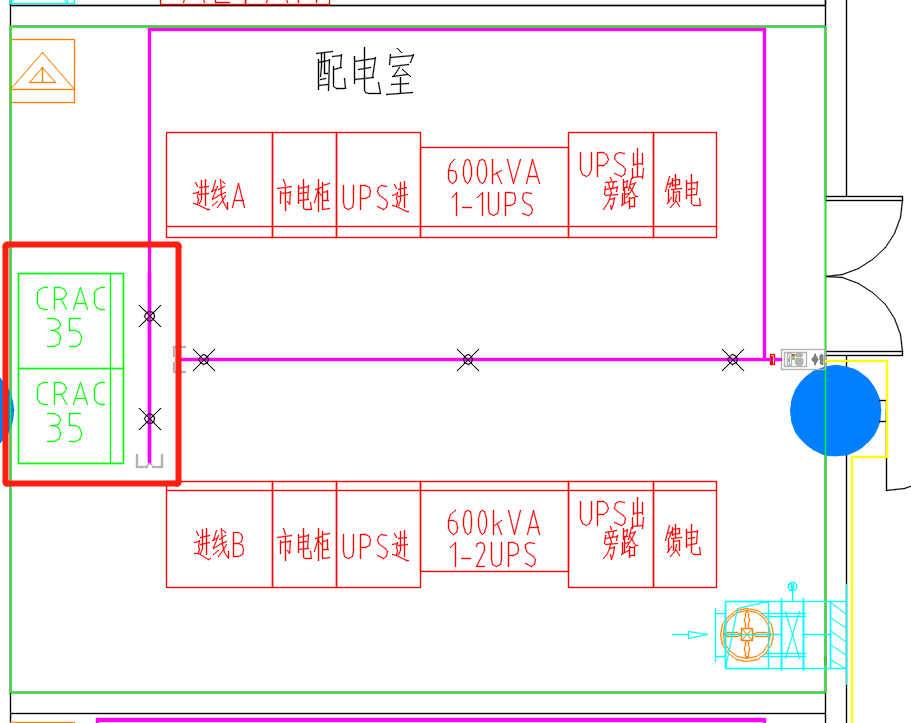 配电室
进线A
市电柜
UPS进
600kVA
1-1UPS
UPS出
旁路
馈电
CRAC
35
CRAC
35
进线B
市电柜
UPS进
600kVA
1-2UPS
UPS出
旁路
馈电